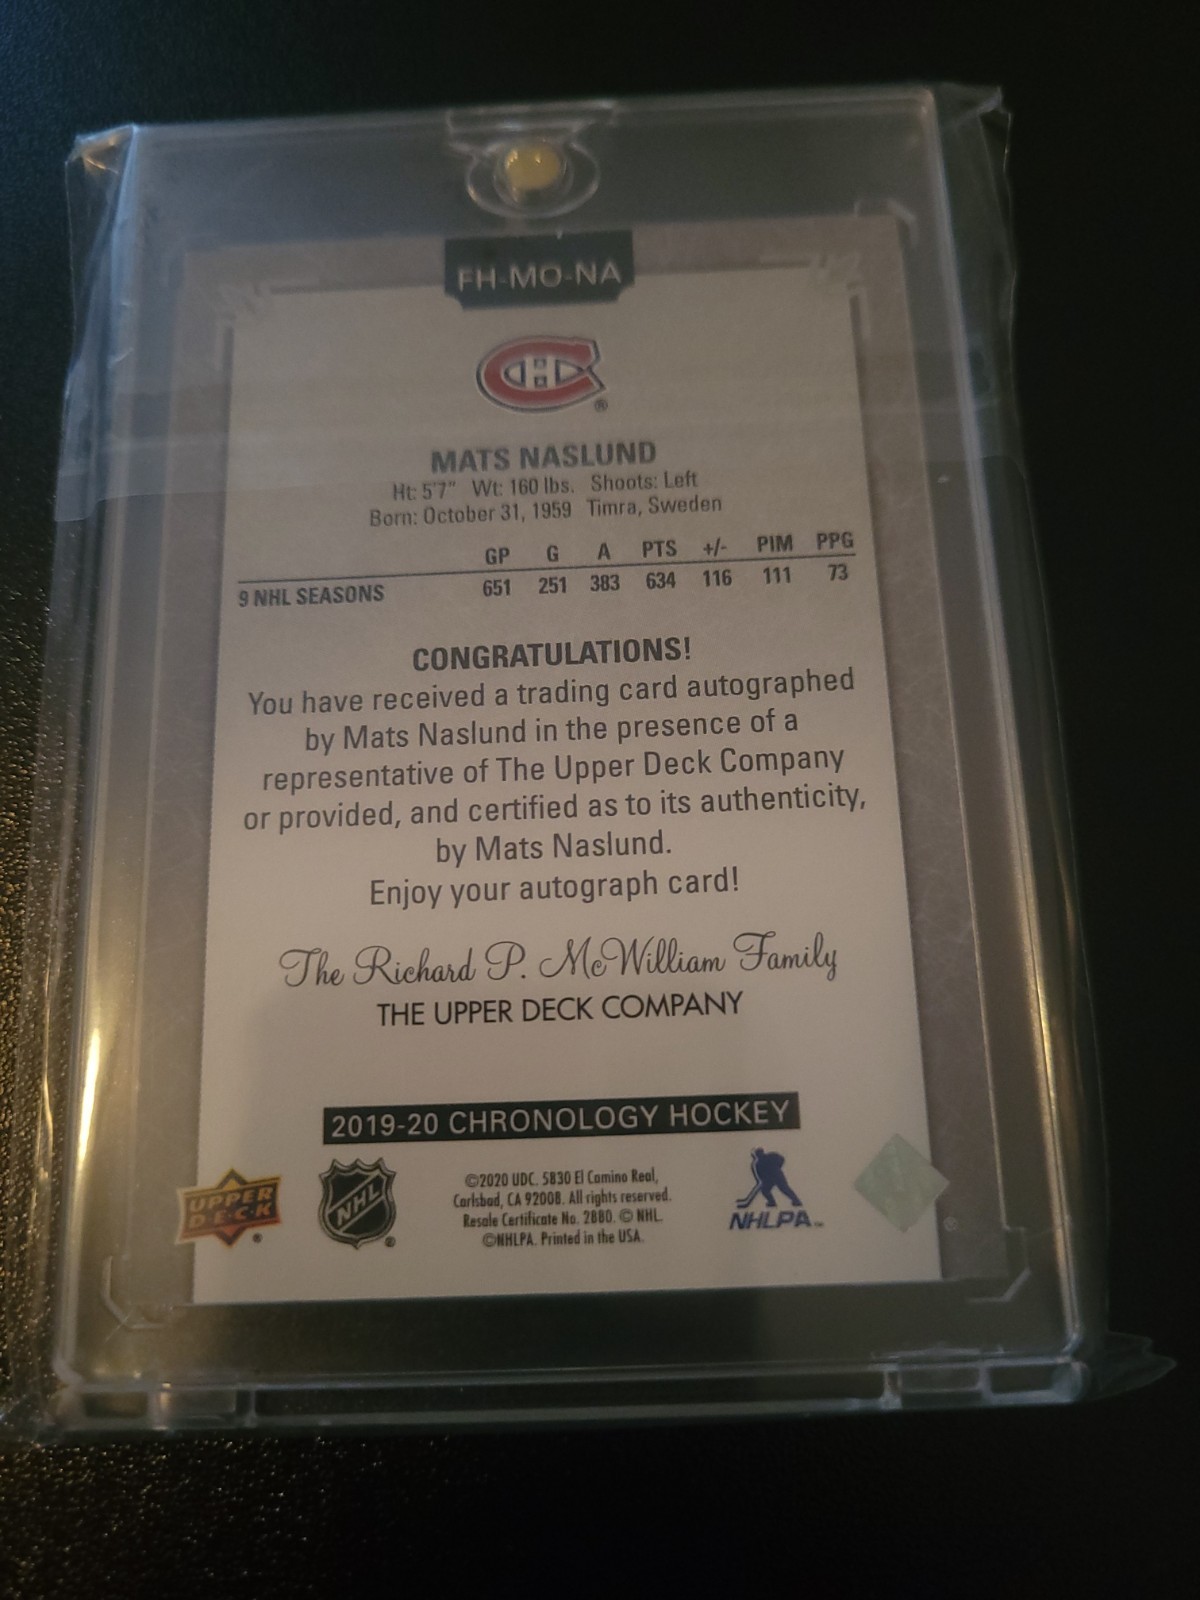 FH-MO-NA
MATS NASLUND
Ht: 5'7" Wt: 160 lbs. Shoots: Left
Born: October 31, 1959 Timra, Sweden
GP G A PTS +/- PIM PPG
9 NHL SEASONS 651 251 383 634 116 111 73
CONGRATULATIONS!
You have received a trading card autographed
by Mats Naslund in the presence of a
representative of The Upper Deck Company
or provided, and certified as to its authenticity,
by Mats Naslund.
Enjoy your autograph card!
The Richard P. McWilliam Family
THE UPPER DECK COMPANY
2019-20 CHRONOLOGY HOCKEY
UPPER
DECK
®
NHL
®
©2020 UDC. 5830 El Camino Real,
Carlsbad, CA 92008. All rights reserved.
Resale Certificate No. 2880. © NHL.
©NHLPA. Printed in the USA.
NHLPA™
®